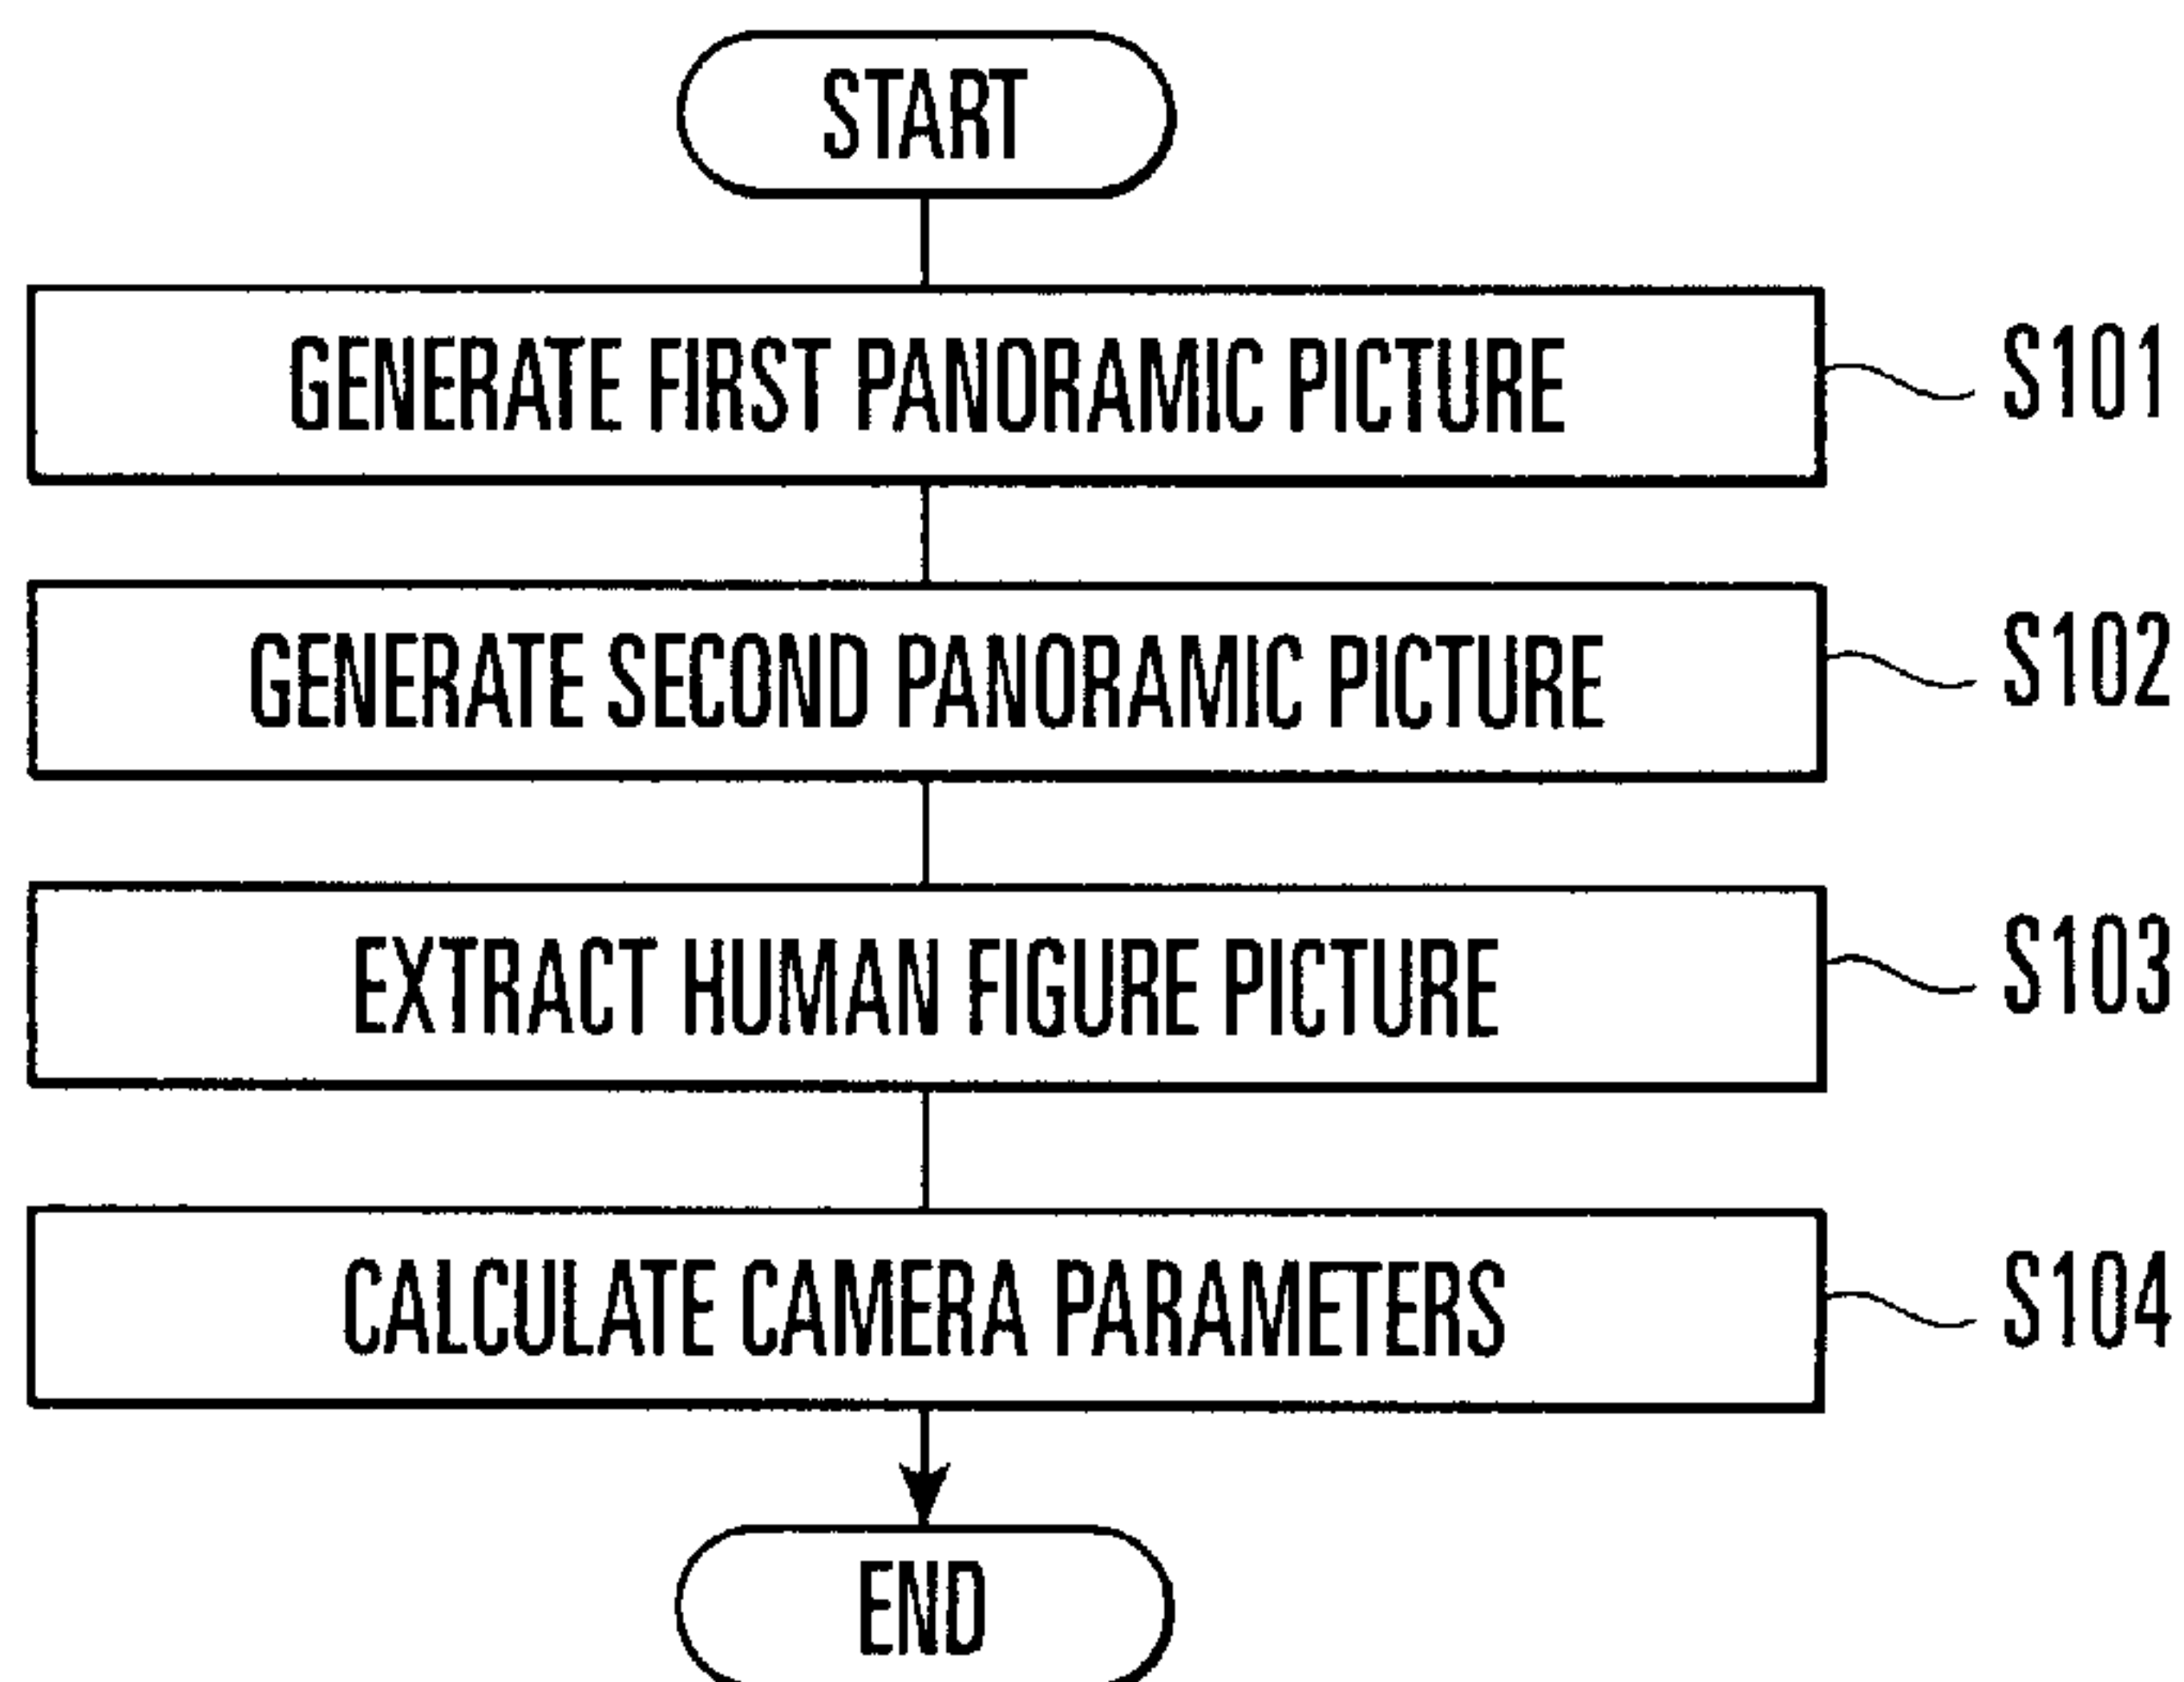 START
GENERATE FIRST PANORAMIC PICTURE S101
GENERATE SECOND PANORAMIC PICTURE S102
EXTRACT HUMAN FIGURE PICTURE S103
CALCULATE CAMERA PARAMETERS S104
END